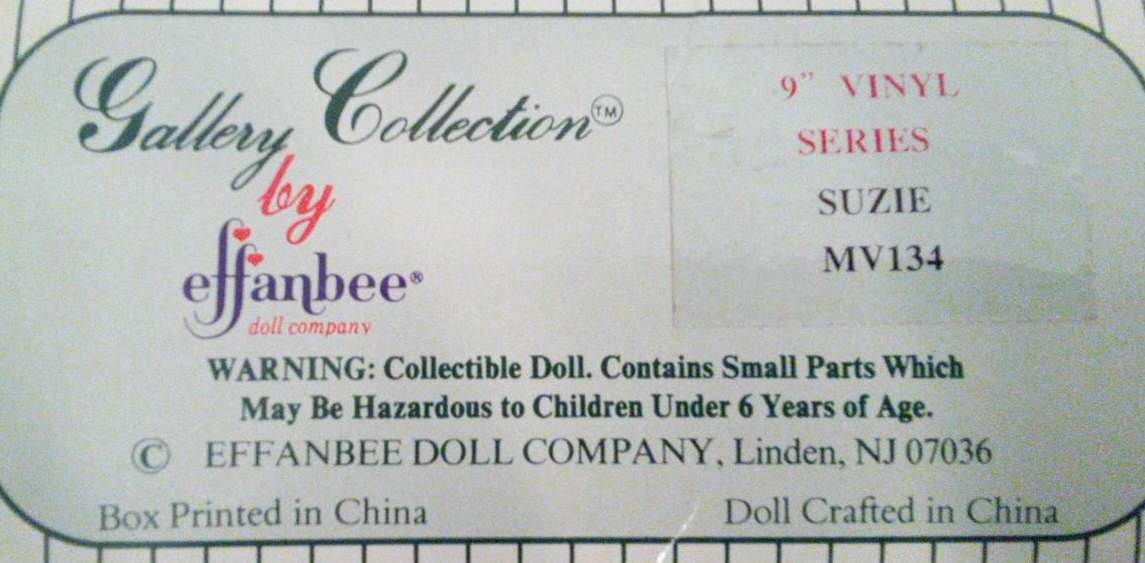 Gallery Collection™
by
effanbee®
doll company
9" VINYL
SERIES
SUZIE
MV134
WARNING: Collectible Doll. Contains Small Parts Which
May Be Hazardous to Children Under 6 Years of Age.
© EFFANBEE DOLL COMPANY, Linden, NJ 07036
Box Printed in China
Doll Crafted in China